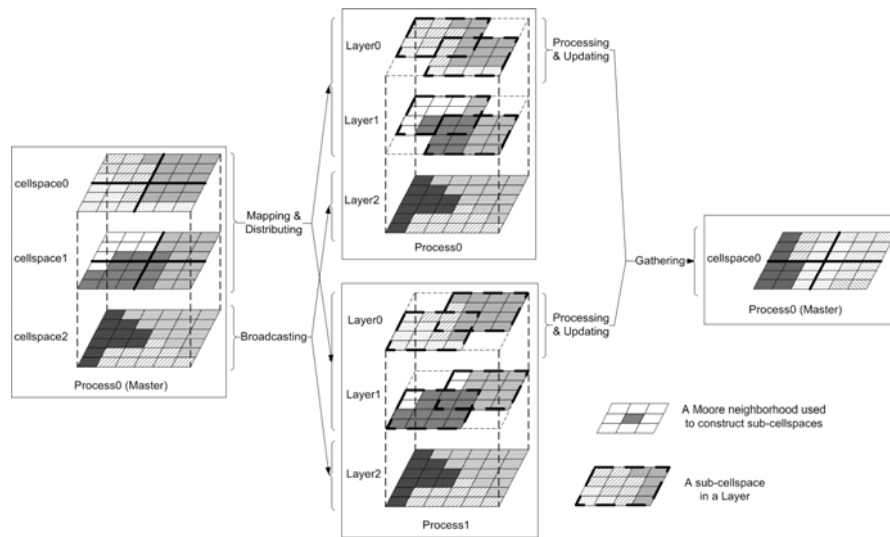 cellspace0
cellspace1
cellspace2
Process0 (Master)
Mapping &
Distributing
Broadcasting
Layer0
Layer1
Layer2
Process0
Processing
& Updating
Layer0
Layer1
Layer2
Process1
Processing
& Updating
Gathering
cellspace0
Process0 (Master)
A Moore neighborhood used
to construct sub-cellspaces
A sub-cellspace
in a Layer